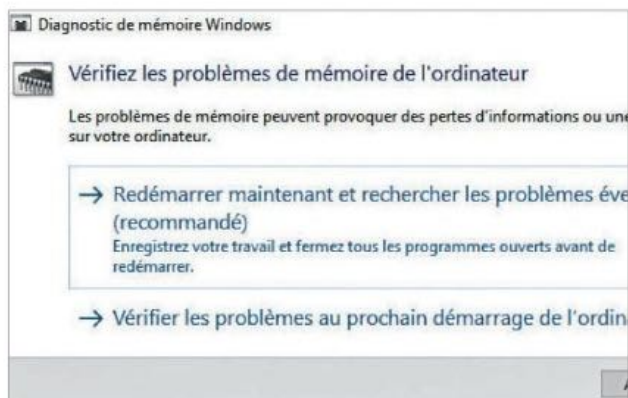 Diagnostic de mémoire Windows
Vérifiez les problèmes de mémoire de l'ordinateur
Les problèmes de mémoire peuvent provoquer des pertes d'informations ou une
sur votre ordinateur.
→ Redémarrer maintenant et rechercher les problèmes éve
(recommandé)
Enregistrez votre travail et fermez tous les programmes ouverts avant de
redémarrer.
→ Vérifier les problèmes au prochain démarrage de l'ordin